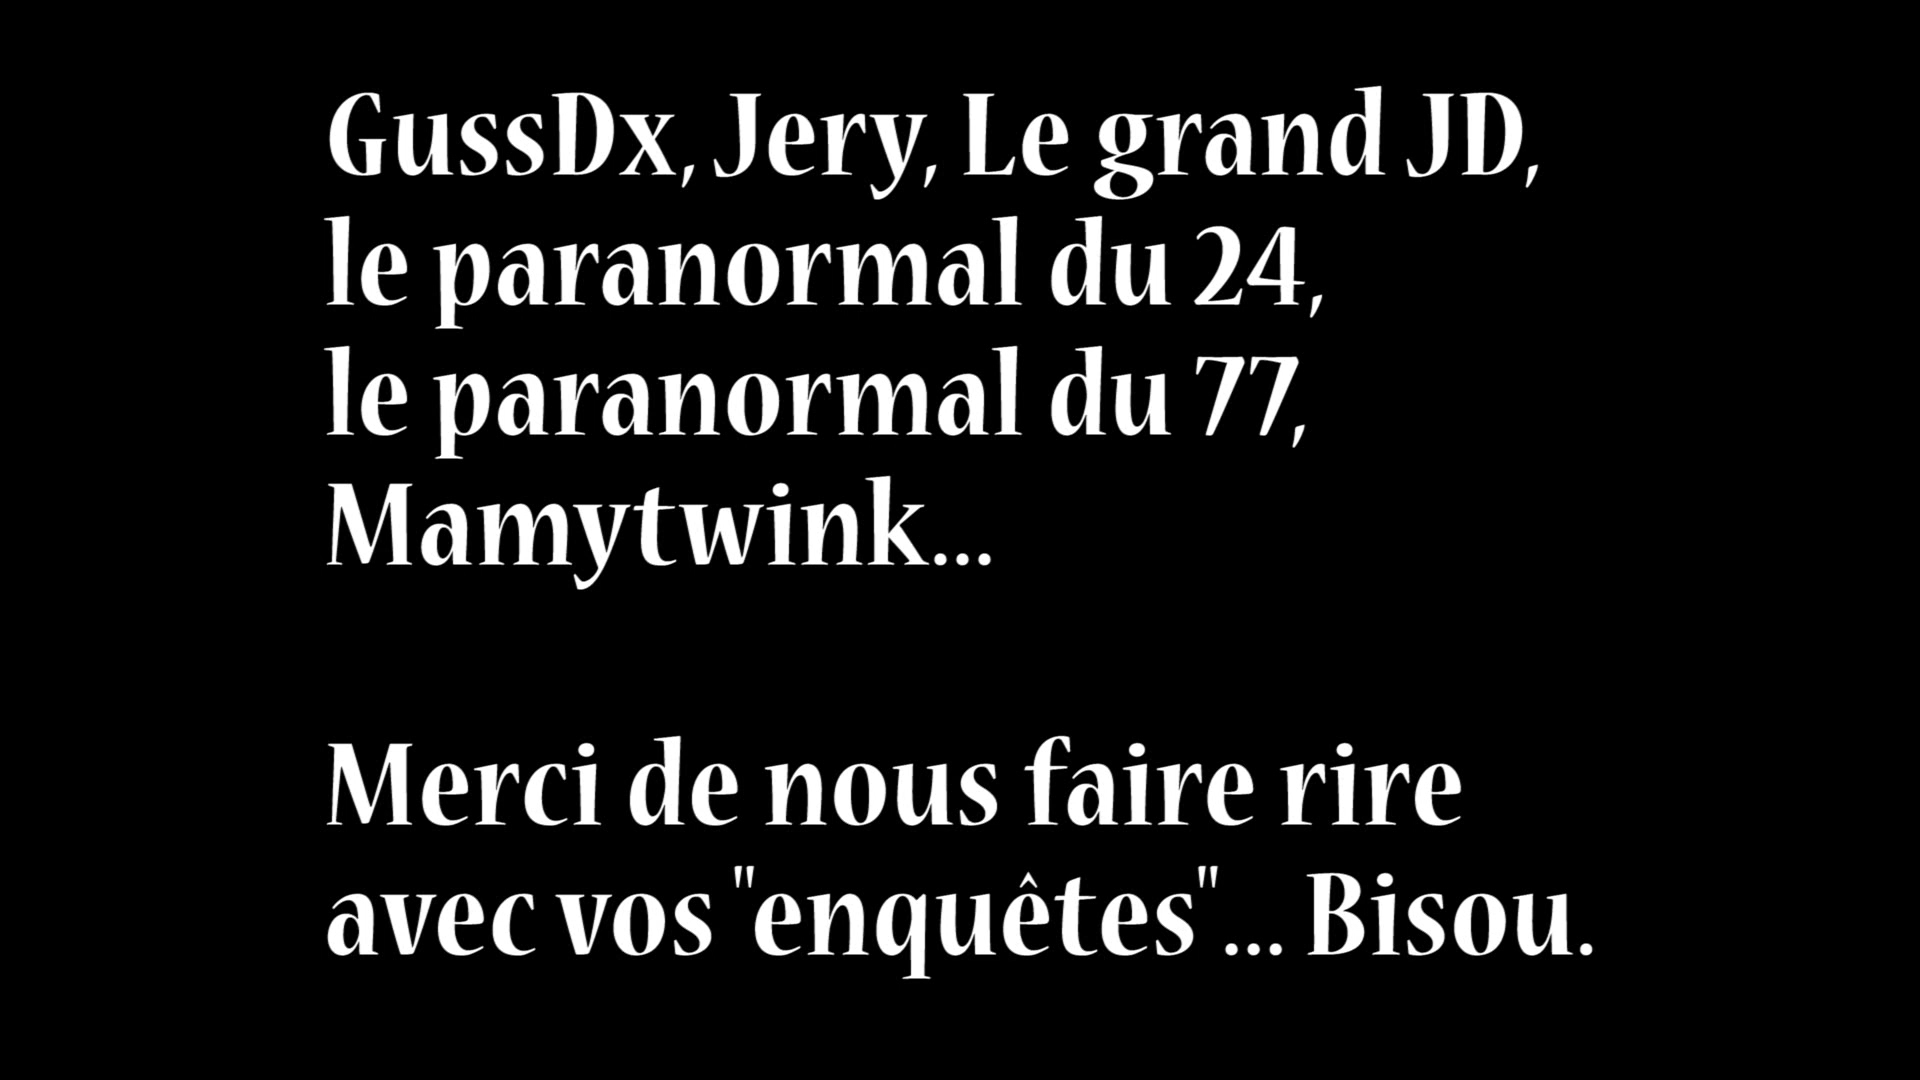 GussDx, Jery, Le grand JD,
le paranormal du 24,
le paranormal du 77,
Mamytwink...
Merci de nous faire rire
avec vos "enquêtes"... Bisou.